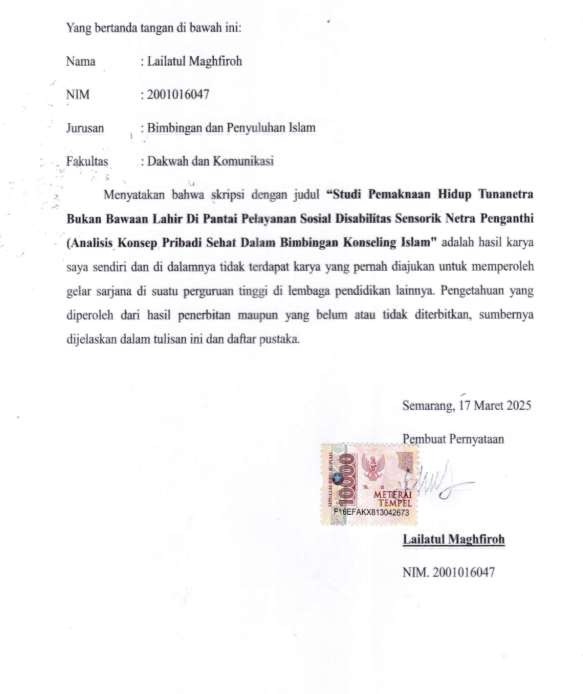 Yang bertanda tangan di bawah ini:
Nama : Lailatul Maghfiroh
NIM : 2001016047
Jurusan : Bimbingan dan Penyuluhan Islam
Fakultas : Dakwah dan Komunikasi
Menyatakan bahwa skripsi dengan judul “Studi Pemaknaan Hidup Tunanetra
Bukan Bawaan Lahir Di Pantai Pelayanan Sosial Disabilitas Sensorik Netra Penganthi
(Analisis Konsep Pribadi Sehat Dalam Bimbingan Konseling Islam” adalah hasil karya
saya sendiri dan di dalamnya tidak terdapat karya yang pernah diajukan untuk memperoleh
gelar sarjana di suatu perguruan tinggi di lembaga pendidikan lainnya. Pengetahuan yang
diperoleh dari hasil penerbitan maupun yang belum atau tidak diterbitkan, sumbernya
dijelaskan dalam tulisan ini dan daftar pustaka.
Semarang, 17 Maret 2025
Pembuat Pernyataan
10000
METERAI
TEMPEL
F16EFAKX813042673
Lailatul Maghfiroh
NIM. 2001016047